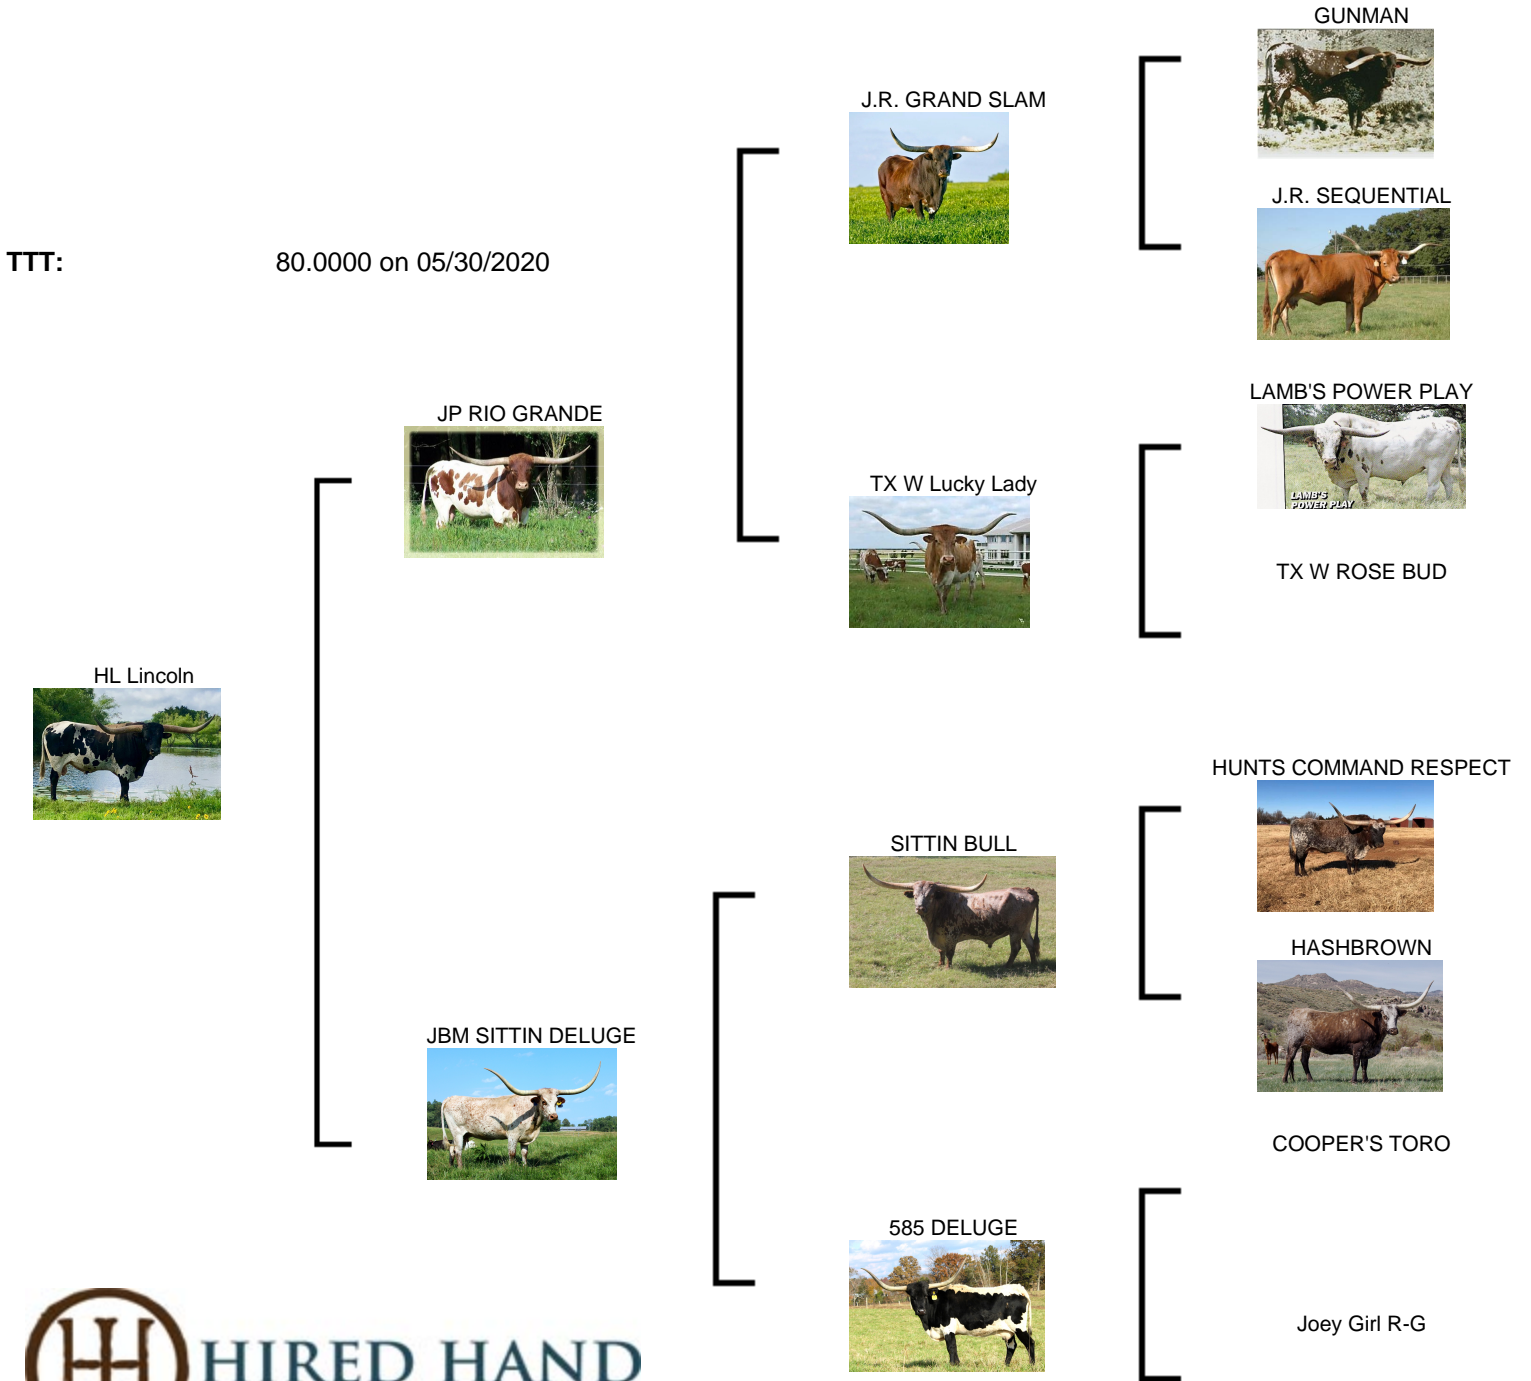 GUNMAN
J.R. GRAND SLAM
J.R. SEQUENTIAL
TTT: 80.0000 on 05/30/2020
LAMB'S POWER PLAY
JP RIO GRANDE
TX W Lucky Lady
LAMB'S
POWER PLAY
TX W ROSE BUD
HL Lincoln
HUNTS COMMAND RESPECT
SITTIN BULL
HASHBROWN
JBM SITTIN DELUGE
COOPER'S TORO
585 DELUGE
Joey Girl R-G
HIRED HAND